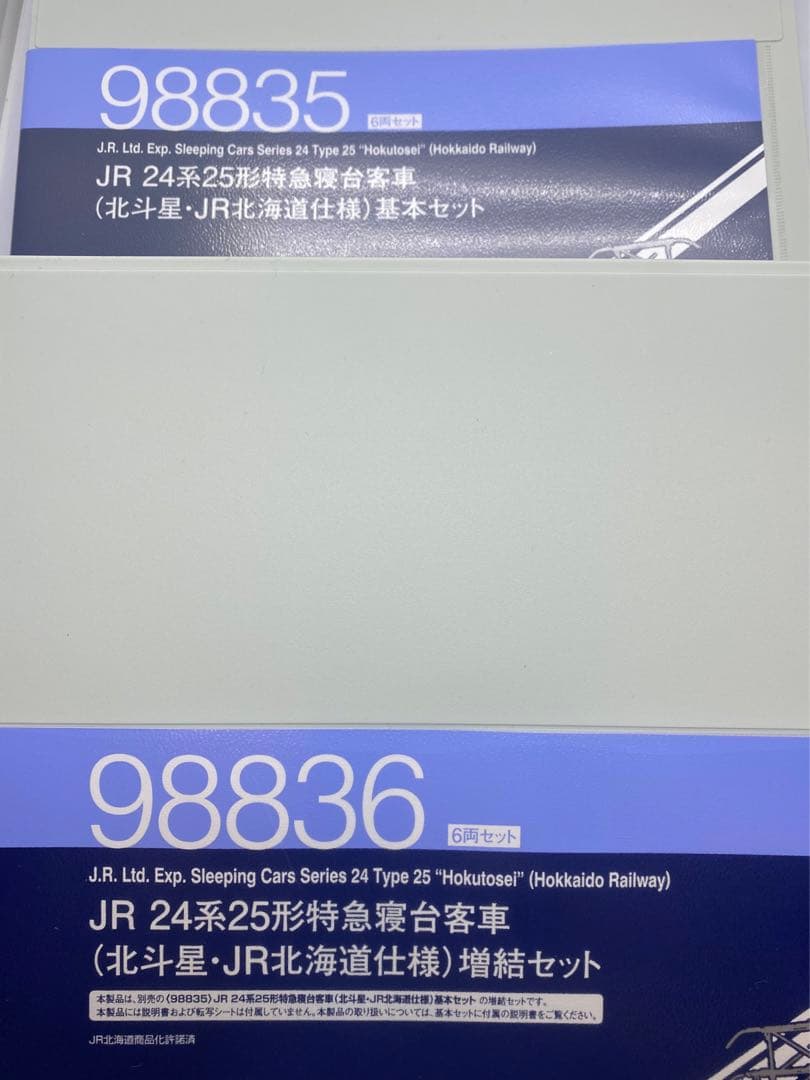 98835 6両セット
J.R. Ltd. Exp. Sleeping Cars Series 24 Type 25 "Hokutosei" (Hokkaido Railway)
JR 24系25形特急寝台客車
(北斗星・JR北海道仕様)基本セット
98836 6両セット
J.R. Ltd. Exp. Sleeping Cars Series 24 Type 25 “Hokutosei” (Hokkaido Railway)
JR 24系25形特急寝台客車
(北斗星・JR北海道仕様)増結セット
本製品は、別売の〈98835〉JR 24系25形特急寝台客車(北斗星・JR北海道仕様)基本セット の増結セットです。
本製品には説明書および転写シートは付属していません。本製品の取り扱いについては、基本セットに付属の説明書をご覧ください。
JR北海道商品化許諾済